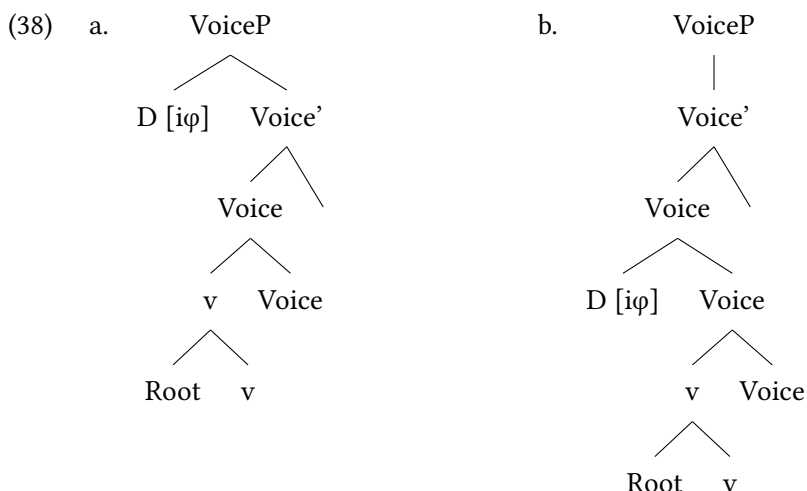 (38) a. VoiceP b. VoiceP
D [iφ] Voice’ Voice’
Voice Voice
v Voice D [iφ] Voice
Root v v Voice
Root v